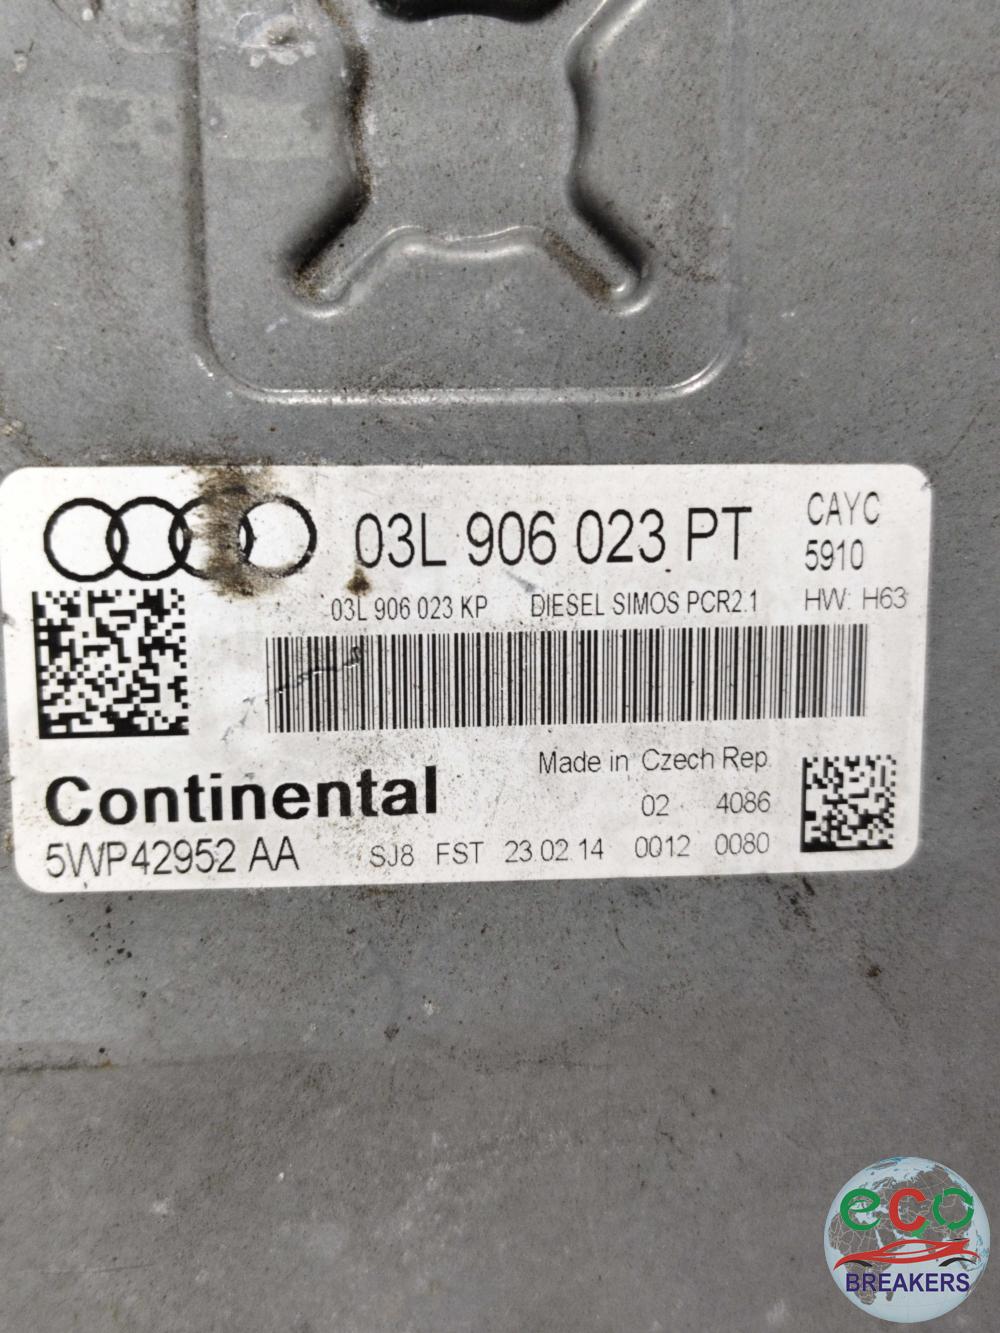 03L 906 023 PT
CAYC
5910
03L 906 023 KP DIESEL SIMOS PCR2.1 HW: H63
Made in Czech Rep
02 4086
Continental
5WP42952 AA SJ8 FST 23.02.14 0012 0080
eco
BREAKERS